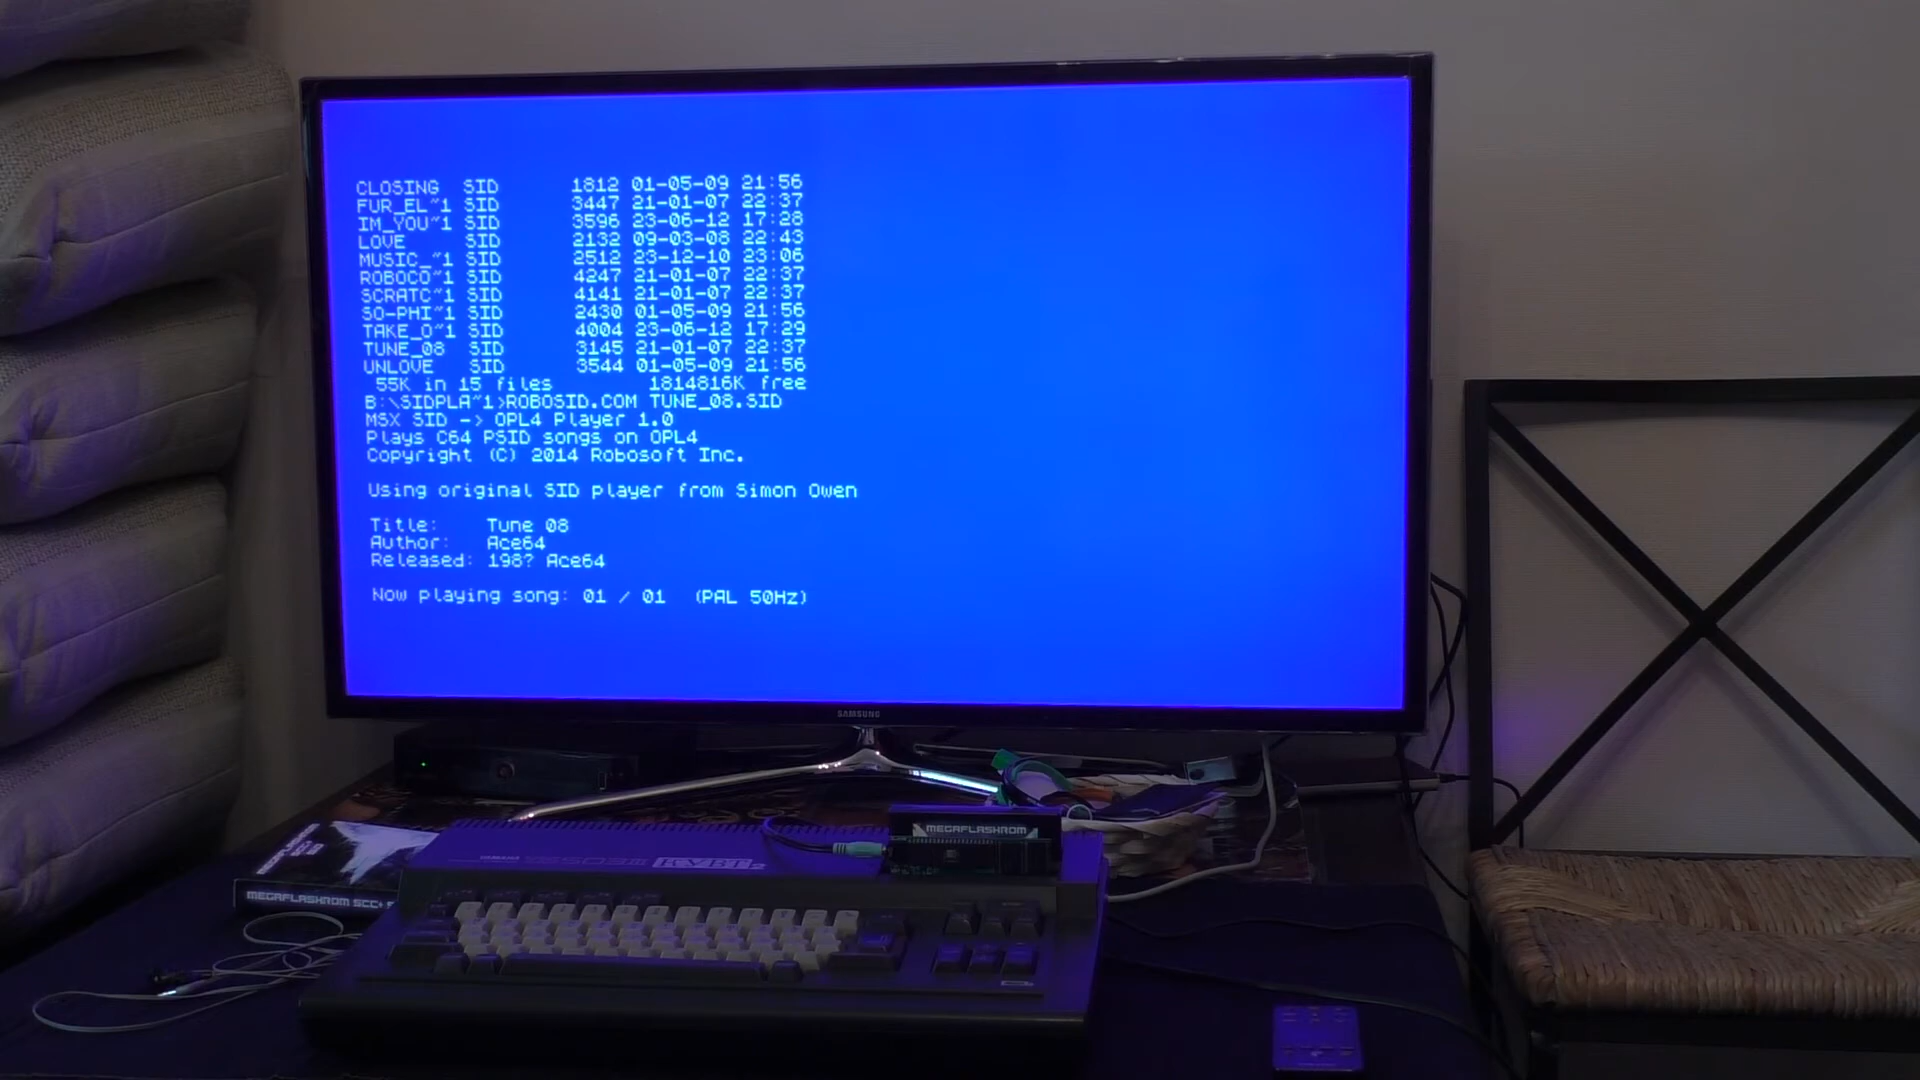 CLOSING SID 1812 01-05-09 21:56
FUR_EL~1 SID 3447 21-01-07 22:37
IM_YOU~1 SID 3596 23-06-12 17:28
LOVE SID 2132 09-03-08 22:43
MUSIC_~1 SID 2512 23-12-10 23:06
ROBOCO~1 SID 4247 21-01-07 22:37
SCRATC~1 SID 4141 21-01-07 22:37
SO-PHI~1 SID 2430 01-05-09 21:56
TAKE_O~1 SID 4004 23-06-12 17:29
TUNE_08 SID 3145 21-01-07 22:37
UNLOVE SID 3544 01-05-09 21:56
55K in 15 files 1814816K free
B:\SIDPLA~1>ROBOSID.COM TUNE_08.SID
MSX SID -> OPL4 Player 1.0
Plays C64 PSID songs on OPL4
Copyright (C) 2014 Robosoft Inc.
Using original SID player from Simon Owen
Title: Tune 08
Author: Ace64
Released: 198? Ace64
Now playing song: 01 / 01 (PAL 50Hz)
SAMSUNG
MEGAFLASHROM
MEGAFLASHROM SCC+